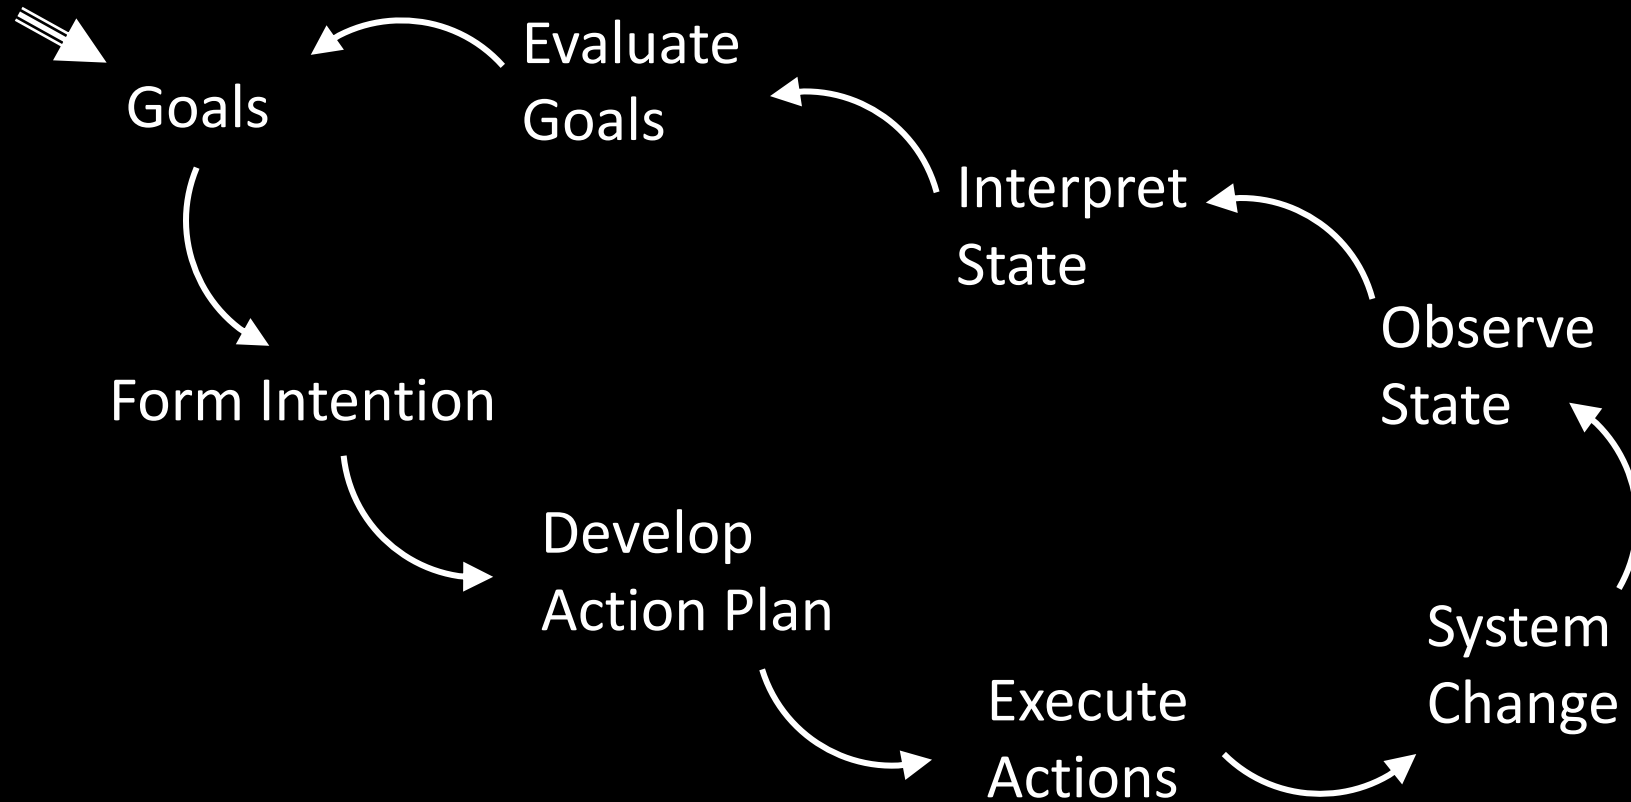 Goals
Form Intention
Develop
Action Plan
Execute
Actions
System
Change
Observe
State
Interpret
State
Evaluate
Goals